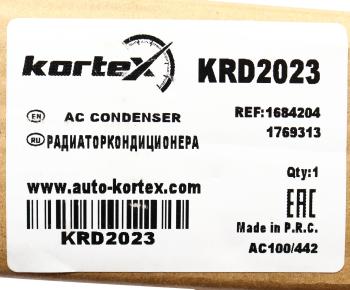 kortex KRD2023
EN AC CONDENSER REF:1684204
1769313
RU РАДИАТОРКОНДИЦИОНЕРА
Qty:1
www.auto-kortex.com EAC
KRD2023 Made in P.R.C.
AC100/442